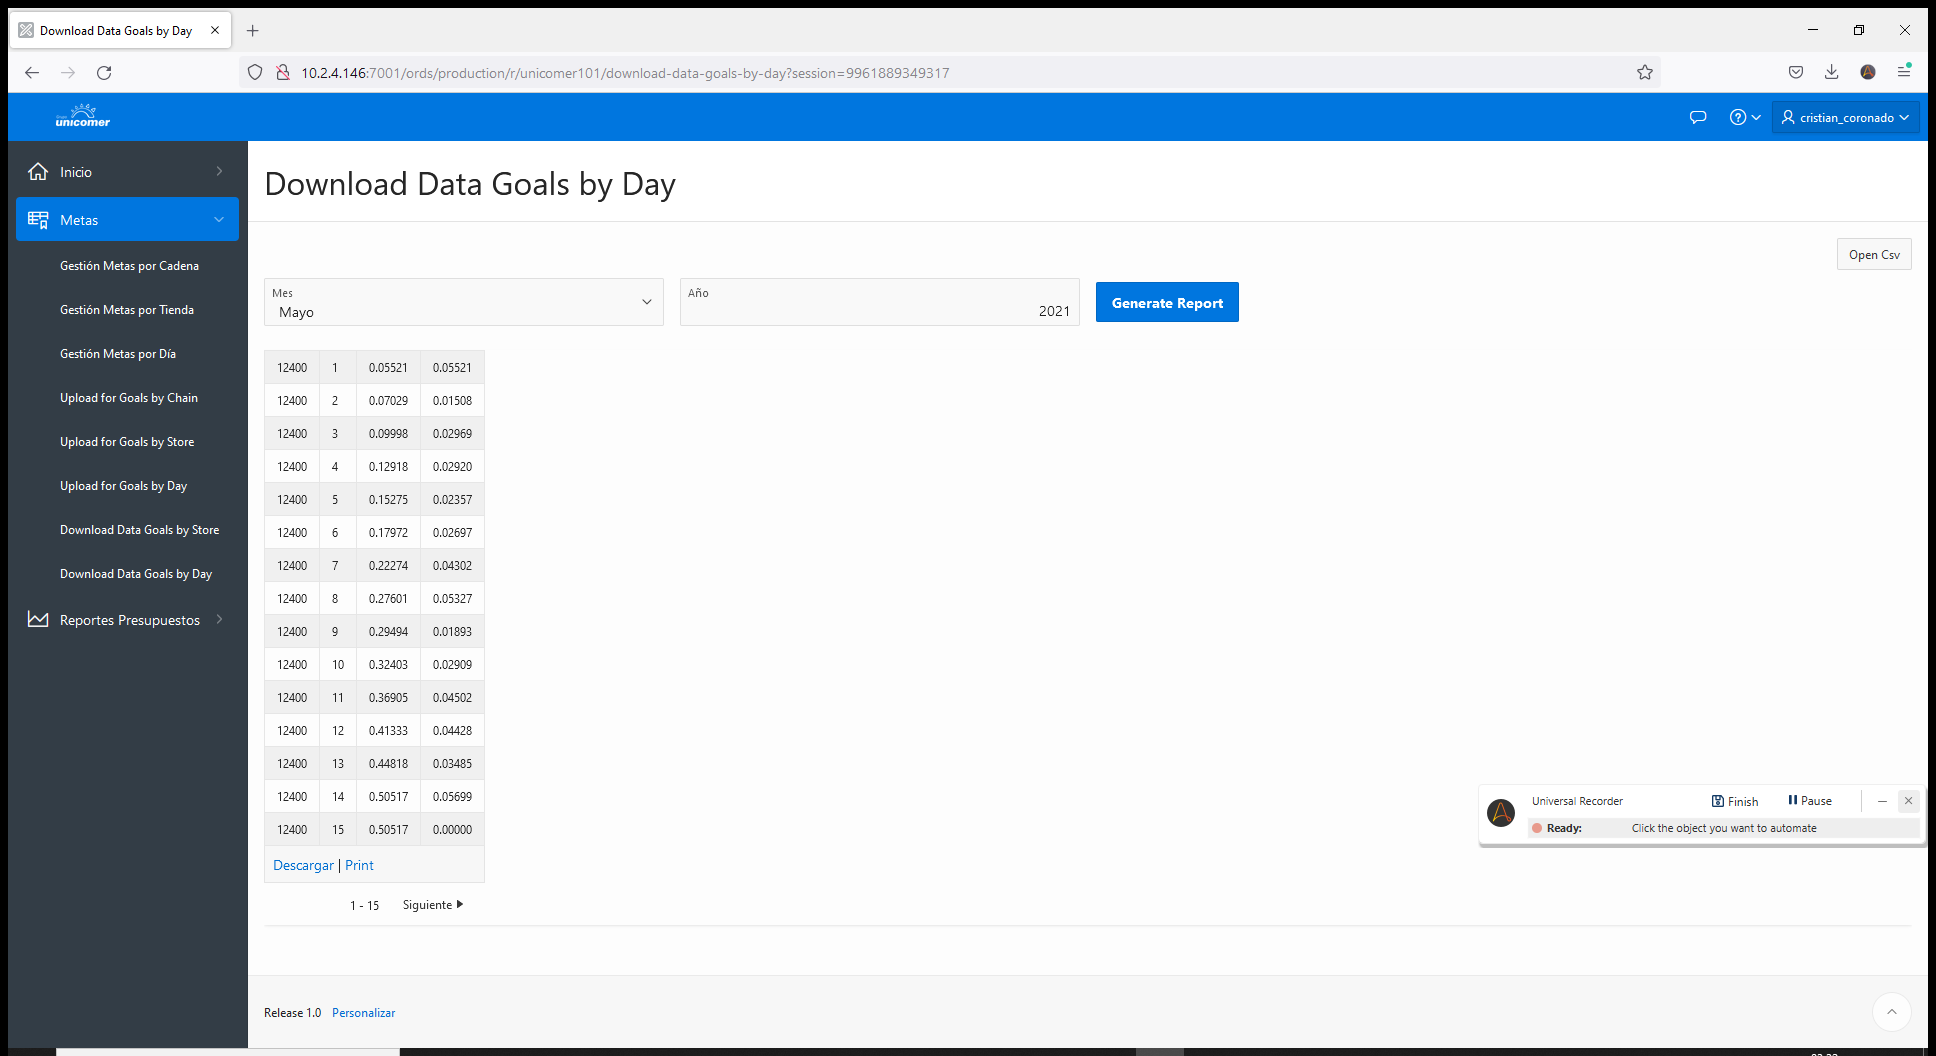 Download Data Goals by Day
10.2.4.146:7001/ords/production/r/unicomer101/download-data-goals-by-day?session=9961889349317
unicomer
cristian_coronado
Inicio
Metas
Gestión Metas por Cadena
Gestión Metas por Tienda
Gestión Metas por Día
Upload for Goals by Chain
Upload for Goals by Store
Upload for Goals by Day
Download Data Goals by Store
Download Data Goals by Day
Reportes Presupuestos
Download Data Goals by Day
Open Csv
Mes
Mayo
Año
2021
Generate Report
12400 1 0.05521 0.05521
12400 2 0.07029 0.01508
12400 3 0.09998 0.02969
12400 4 0.12918 0.02920
12400 5 0.15275 0.02357
12400 6 0.17972 0.02697
12400 7 0.22274 0.04302
12400 8 0.27601 0.05327
12400 9 0.29494 0.01893
12400 10 0.32403 0.02909
12400 11 0.36905 0.04502
12400 12 0.41333 0.04428
12400 13 0.44818 0.03485
12400 14 0.50517 0.05699
12400 15 0.50517 0.00000
Descargar | Print
1 - 15 Siguiente
Universal Recorder Finish Pause
Ready: Click the object you want to automate
Release 1.0 Personalizar